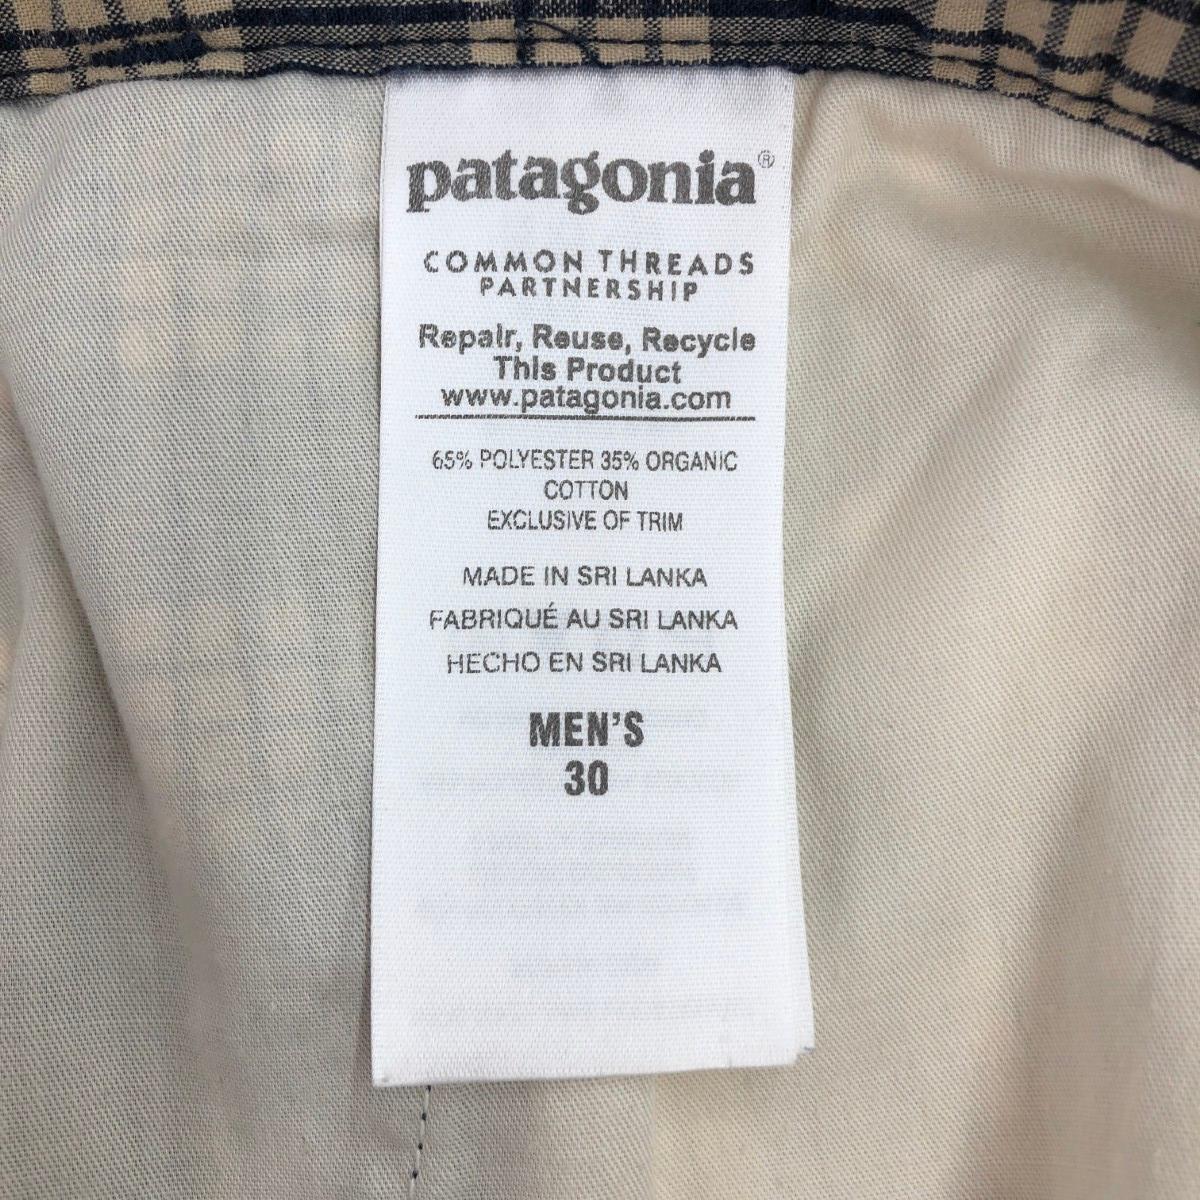 patagonia®
COMMON THREADS
PARTNERSHIP
Repair, Reuse, Recycle
This Product
www.patagonia.com
65% POLYESTER 35% ORGANIC
COTTON
EXCLUSIVE OF TRIM
MADE IN SRI LANKA
FABRIQUÉ AU SRI LANKA
HECHO EN SRI LANKA
MEN'S
30